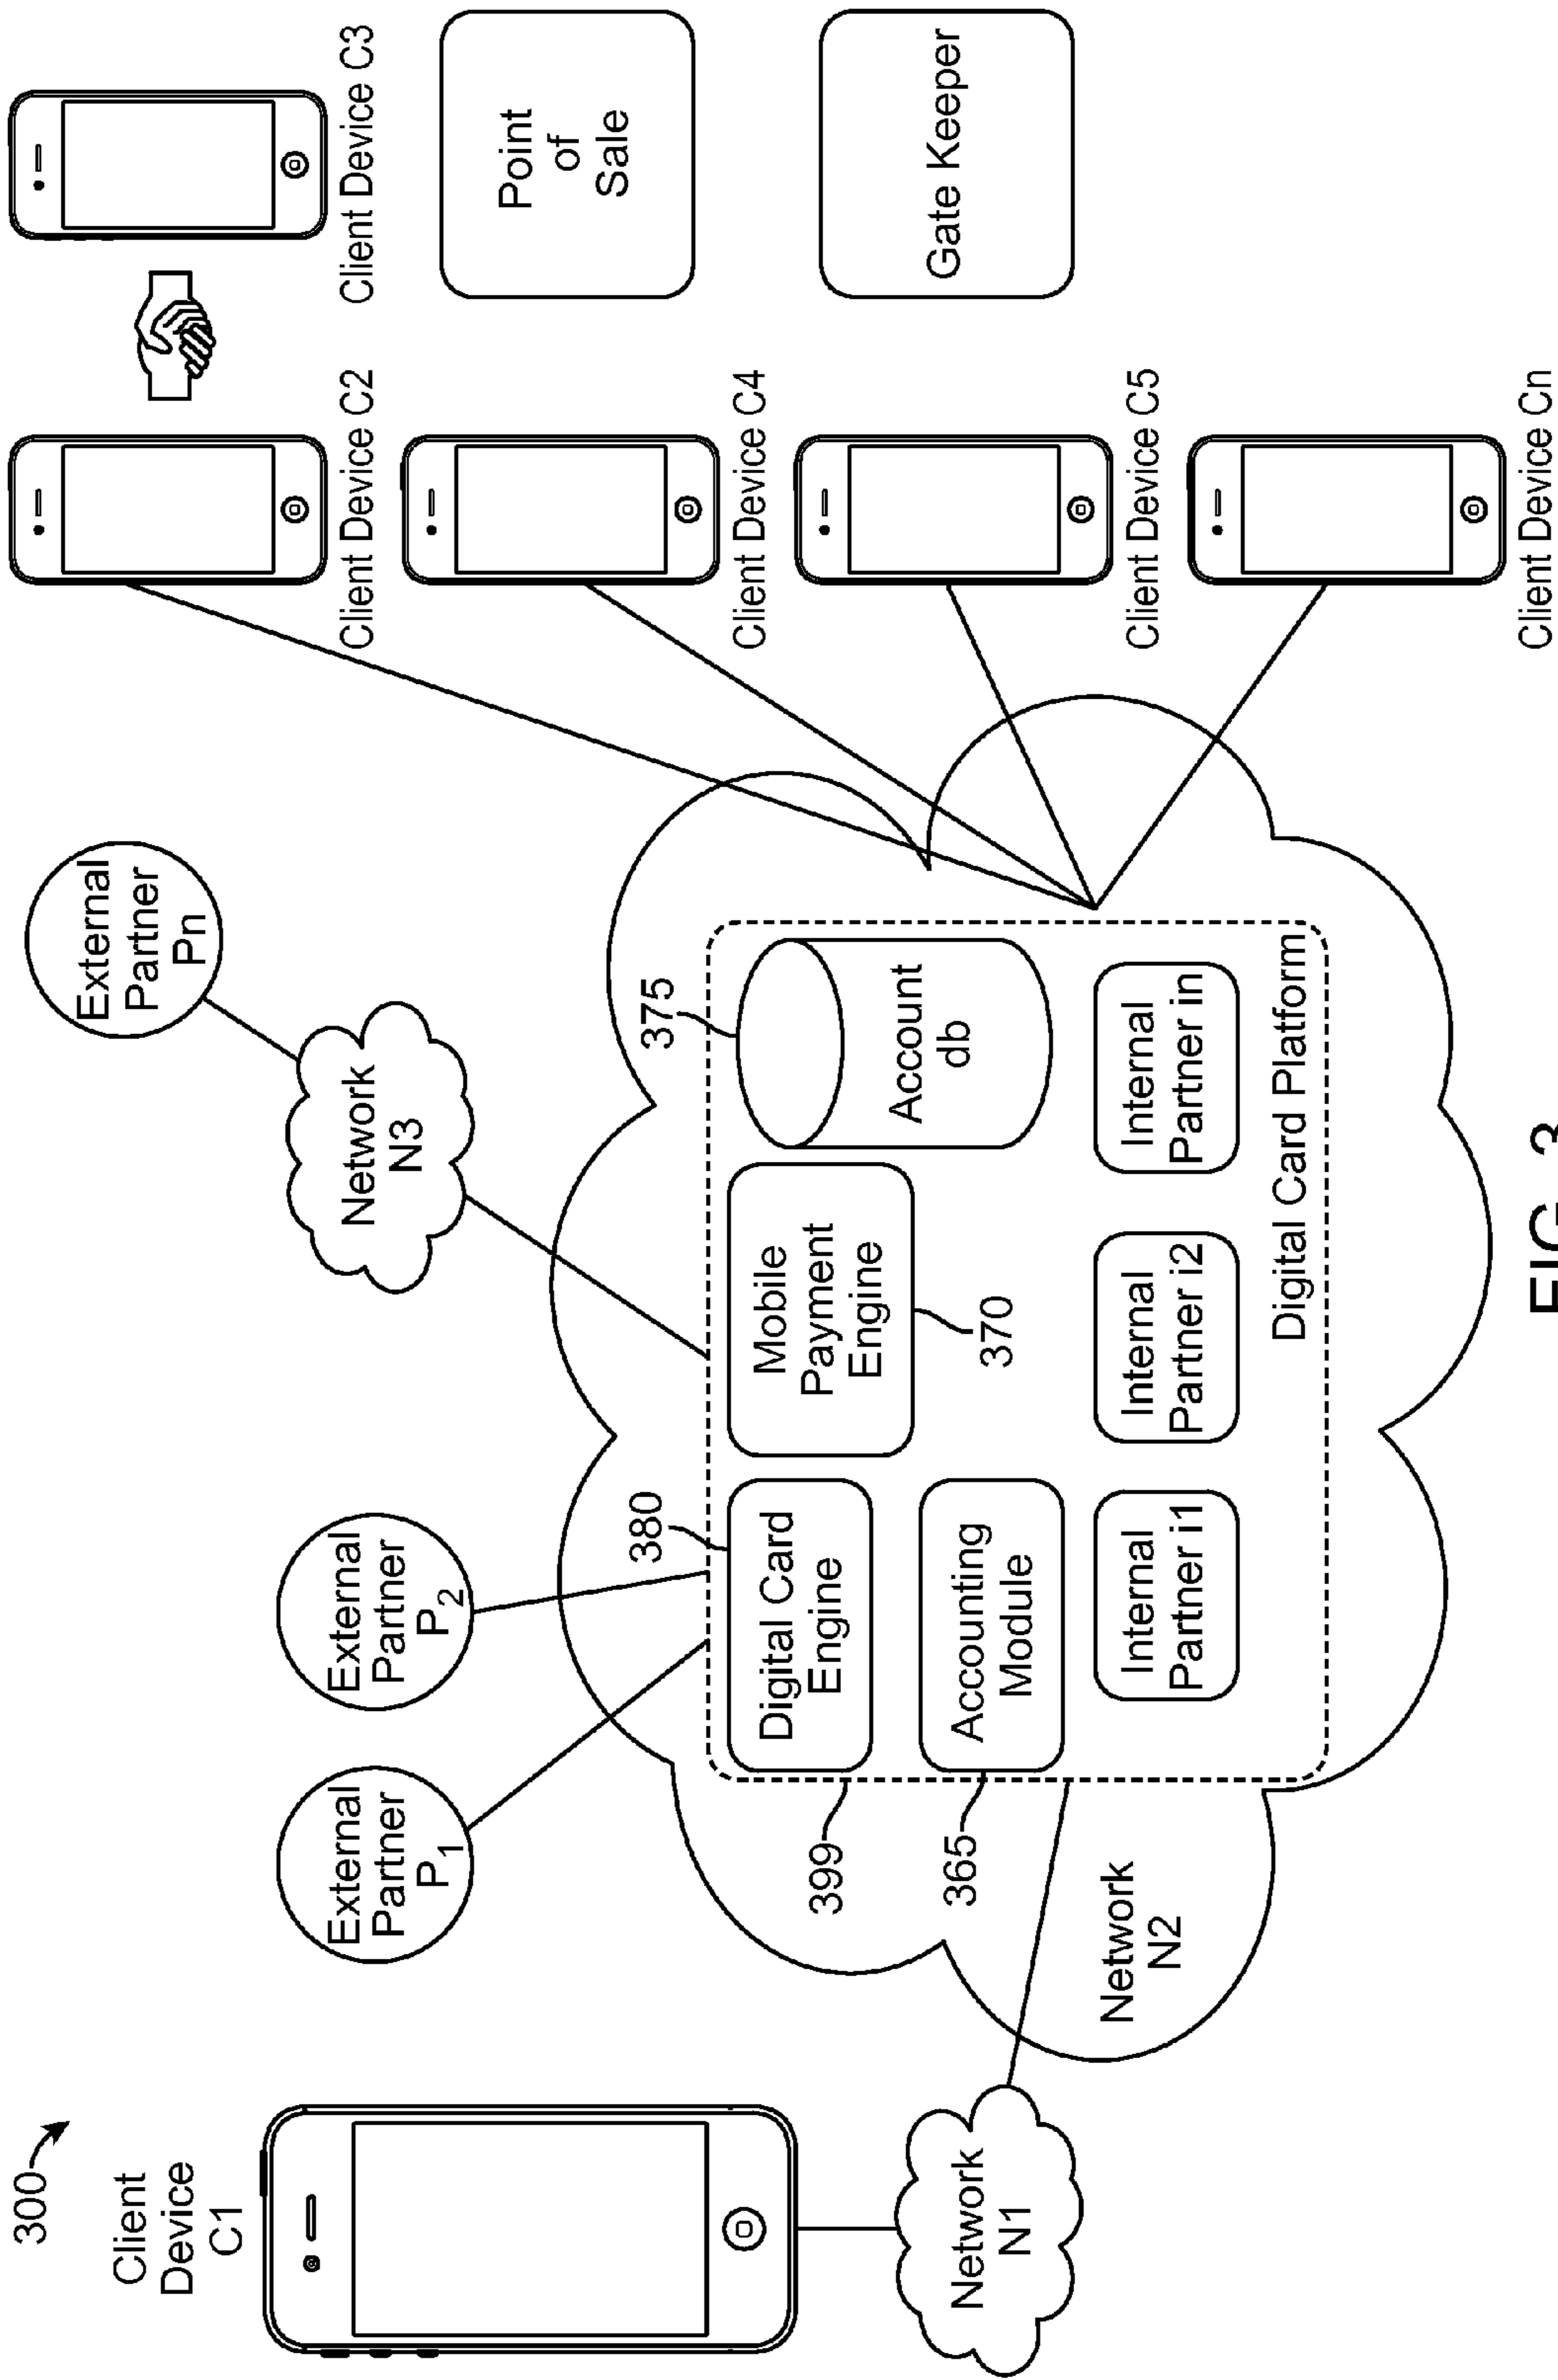 300
Client
Device
C1
Network
N1
External
Partner
P1
External
Partner
P2
Network
N3
External
Partner
Pn
Network
N2
399
365
380
370
375
Digital Card
Engine
Accounting
Module
Mobile
Payment
Engine
Account
db
Internal
Partner i1
Internal
Partner i2
Internal
Partner in
Digital Card Platform
Client Device C2
Client Device C3
Client Device C4
Client Device C5
Client Device Cn
Point
of
Sale
Gate Keeper
FIG. 3